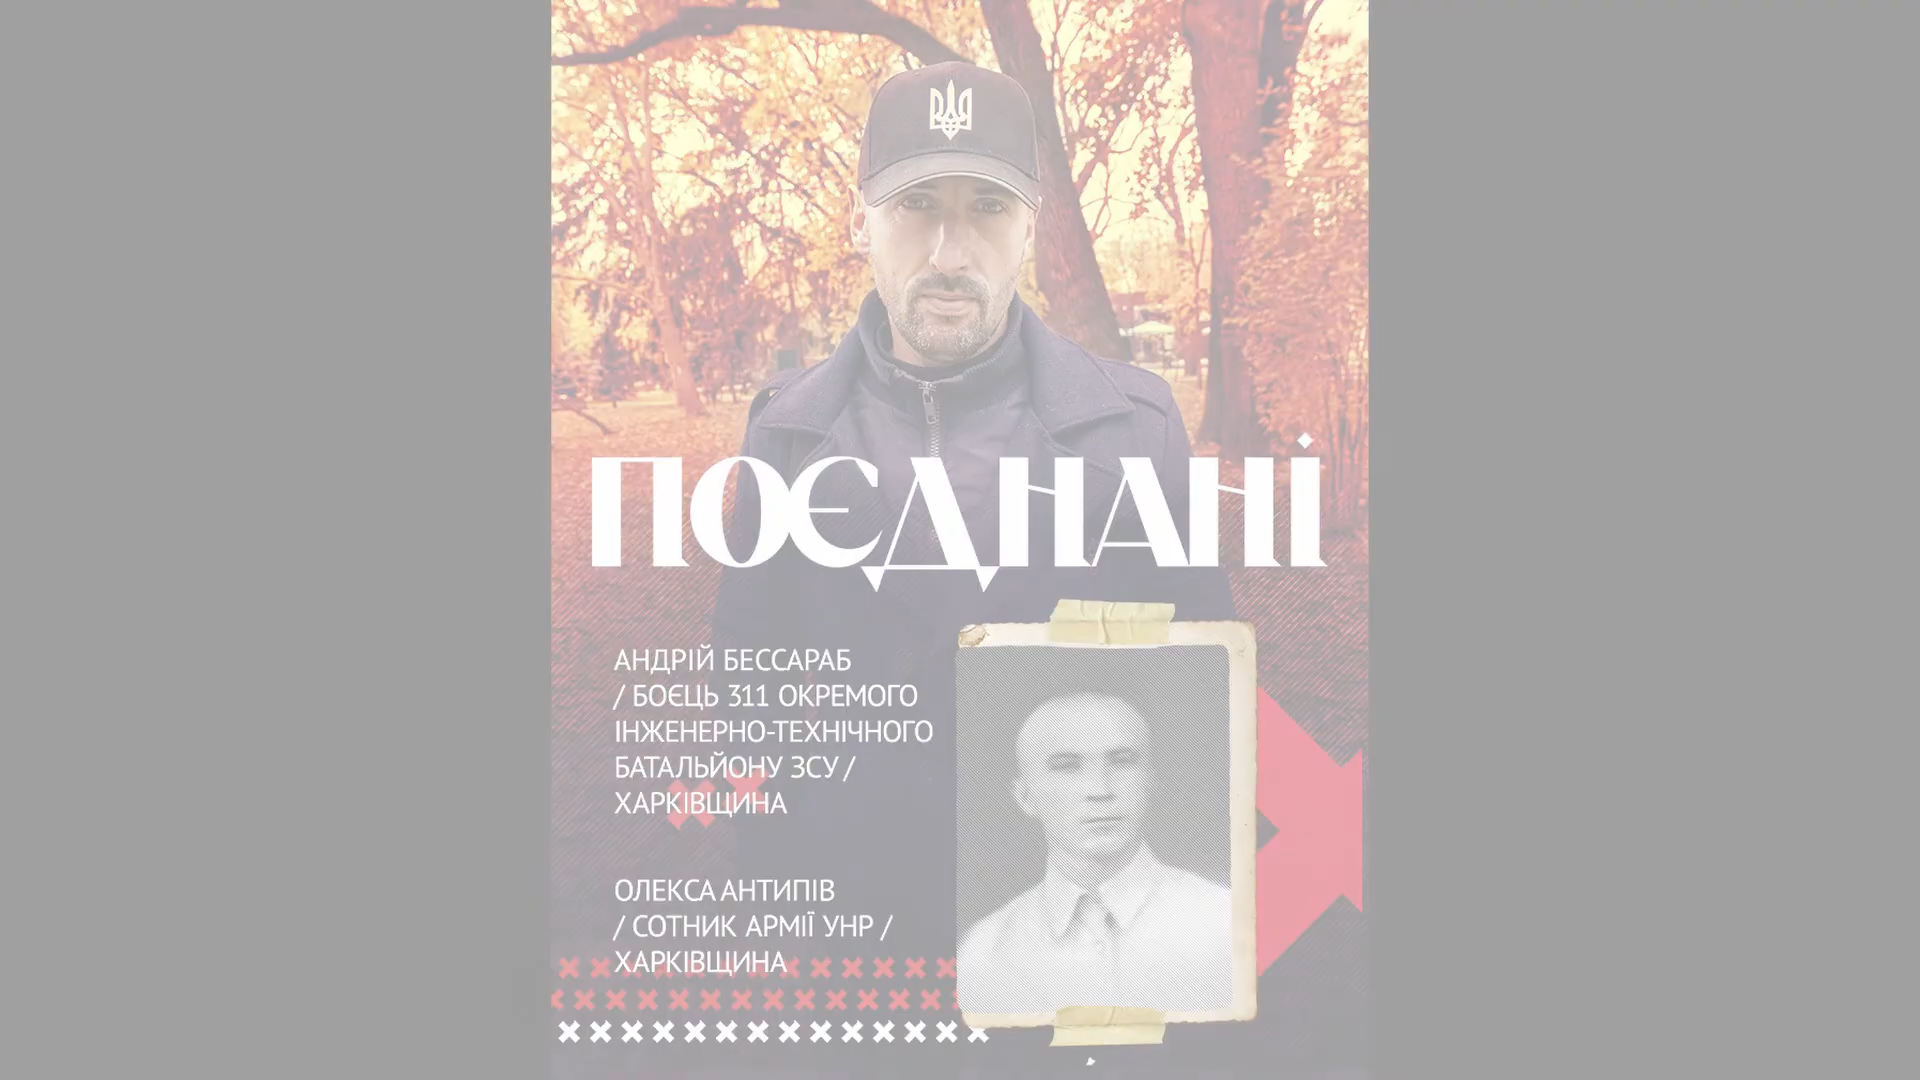 ПОЄДНАНІ
АНДРІЙ БЕССАРАБ
/ БОЄЦЬ 311 ОКРЕМОГО
ІНЖЕНЕРНО-ТЕХНІЧНОГО
БАТАЛЬЙОНУ ЗСУ /
ХАРКІВЩИНА
ОЛЕКСА АНТИПІВ
/ СОТНИК АРМІЇ УНР /
ХАРКІВЩИНА